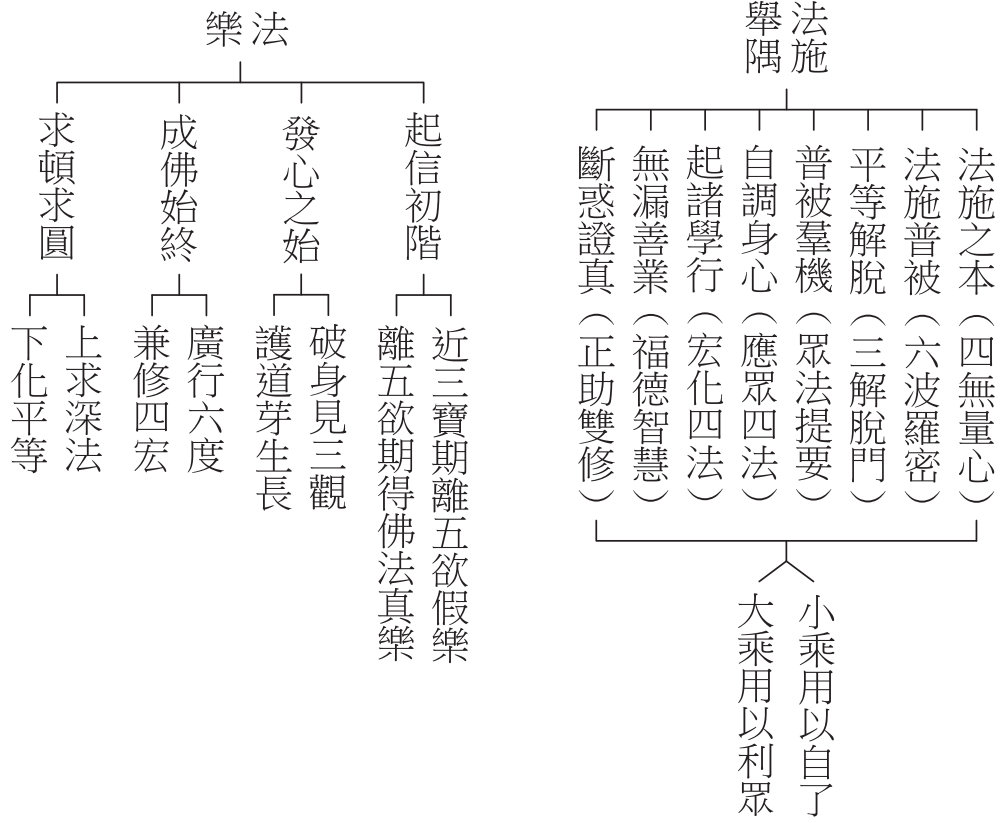 法施
舉隅
法施之本（四無量心）
法施普被（六波羅密）
平等解脫（三解脫門）
普被羣機（眾法提要）
自調身心（應眾四法）
起諸學行（宏化四法）
無漏善業（福德智慧）
斷惑證真（正助雙修）
小乘用以自了
大乘用以利眾
法樂
起信初階
近三寶期離五欲假樂
離五欲期得佛法真樂
發心之始
破身見三觀
護道芽生長
成佛始終
廣行六度
兼修四宏
求頓求圓
上求深法
下化平等